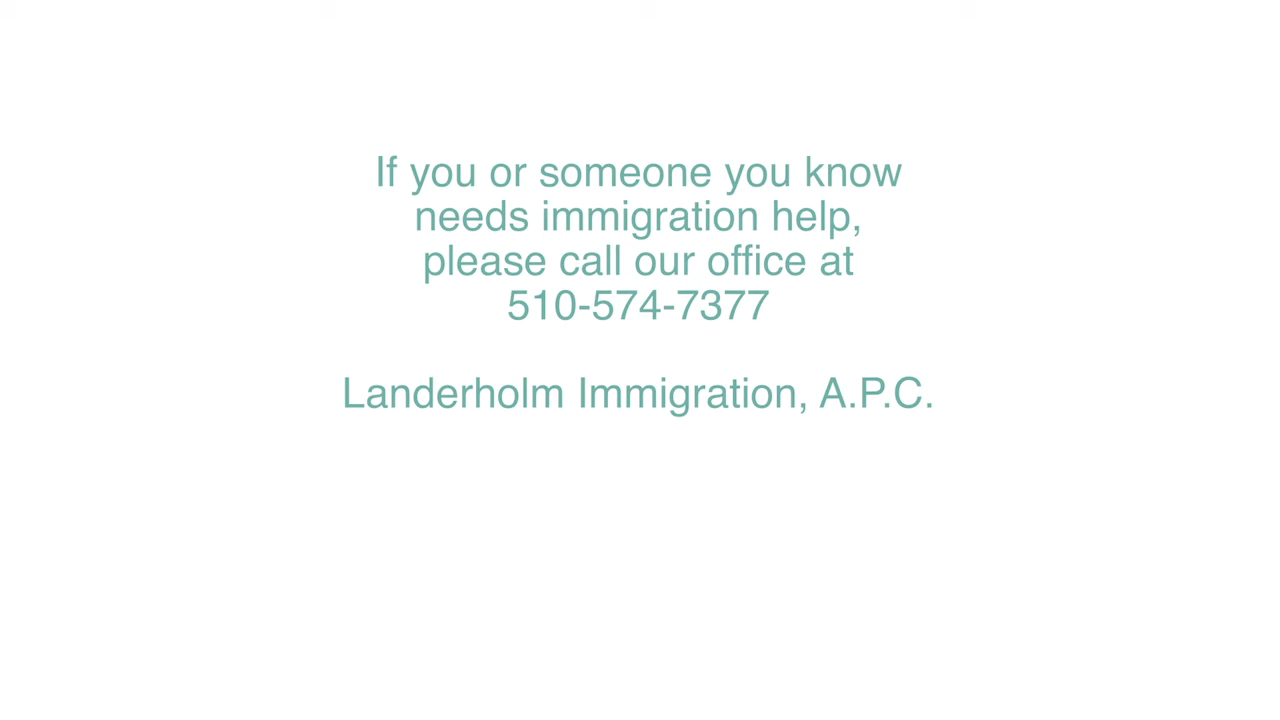 If you or someone you know
needs immigration help,
please call our office at
510-574-7377
Landerholm Immigration, A.P.C.